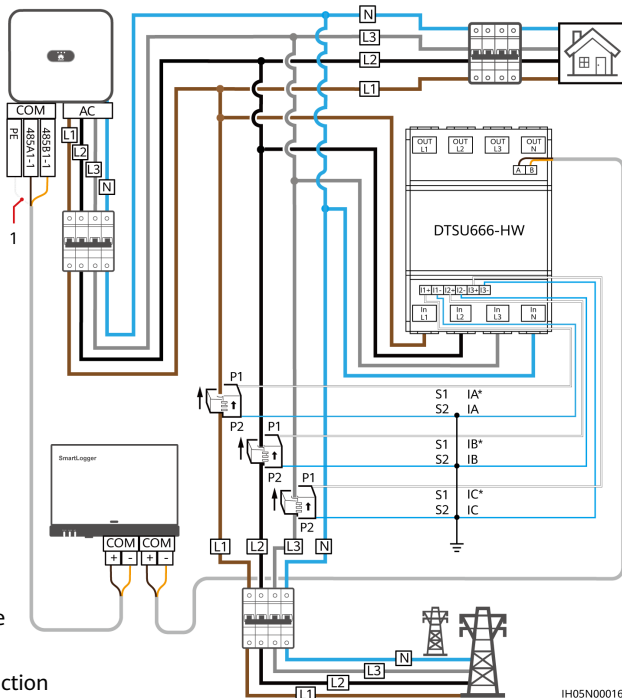 N
L3
L2
L1
COM
AC
PE
485A1-1
485B1-1
L1
L2
L3
N
1
OUT L1
OUT L2
OUT L3
OUT N
A B
DTSU666-HW
I1+ I1- I2+ I2- I3+ I3-
In L1
In L2
In L3
In N
P1
P2
S1 IA*
S2 IA
P1
P2
S1 IB*
S2 IB
P1
P2
S1 IC*
S2 IC
SmartLogger
COM COM
+ - + -
L1 L2 L3 N
e
ction
N
L3
L2
L1
IH05N00016